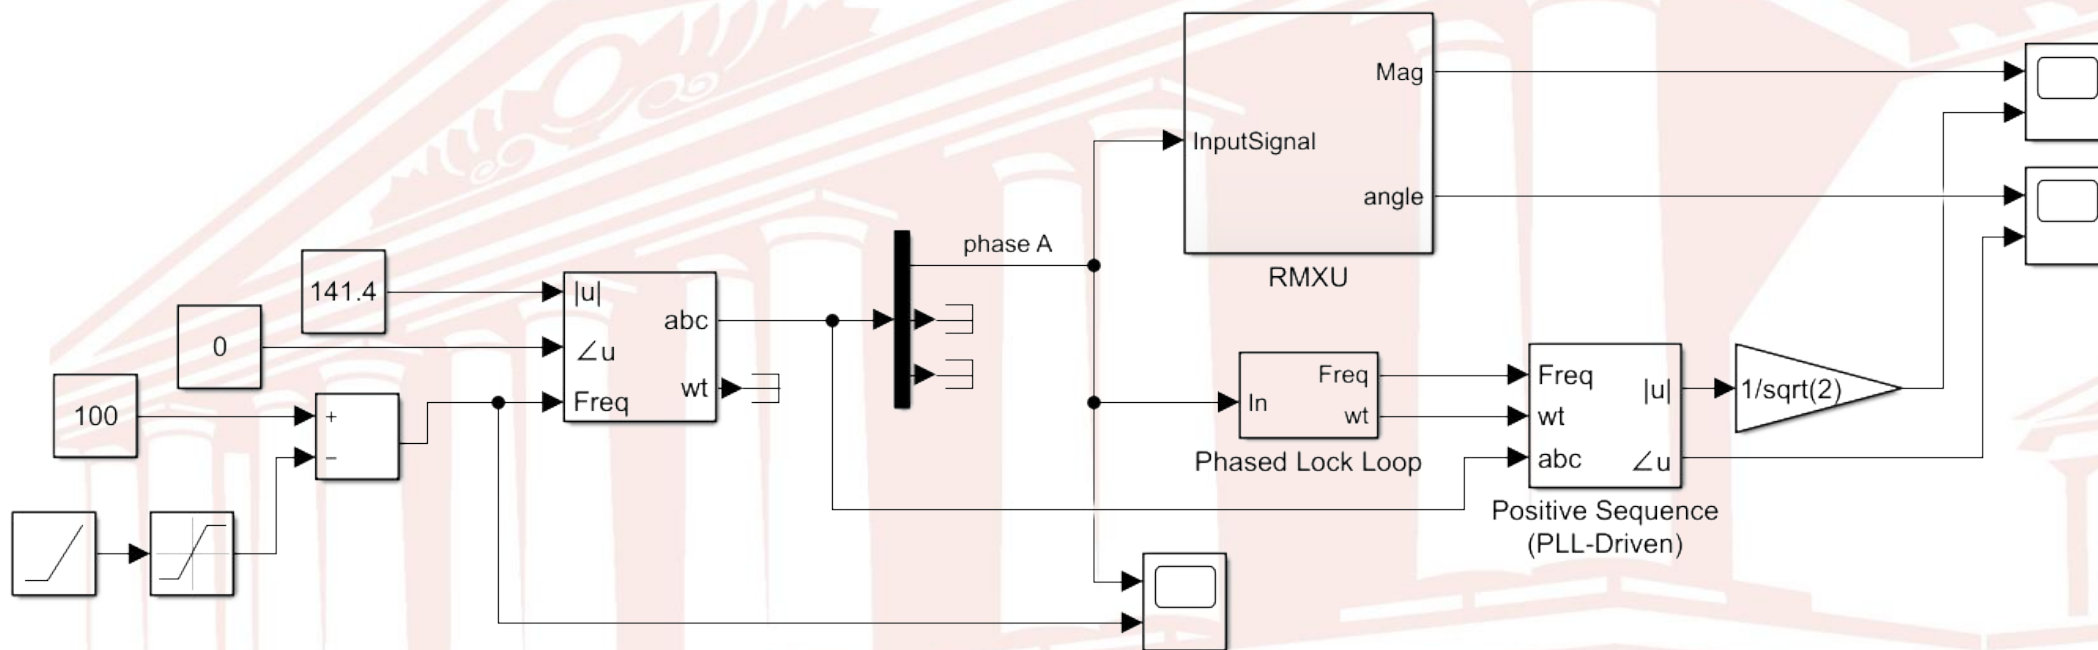 Mag
InputSignal
angle
RMXU
phase A
141.4
|u|
abc
0
∠u
wt
100
Freq
+
−
Freq
In
wt
Phased Lock Loop
Freq
|u|
wt
abc
∠u
1/sqrt(2)
Positive Sequence
(PLL-Driven)